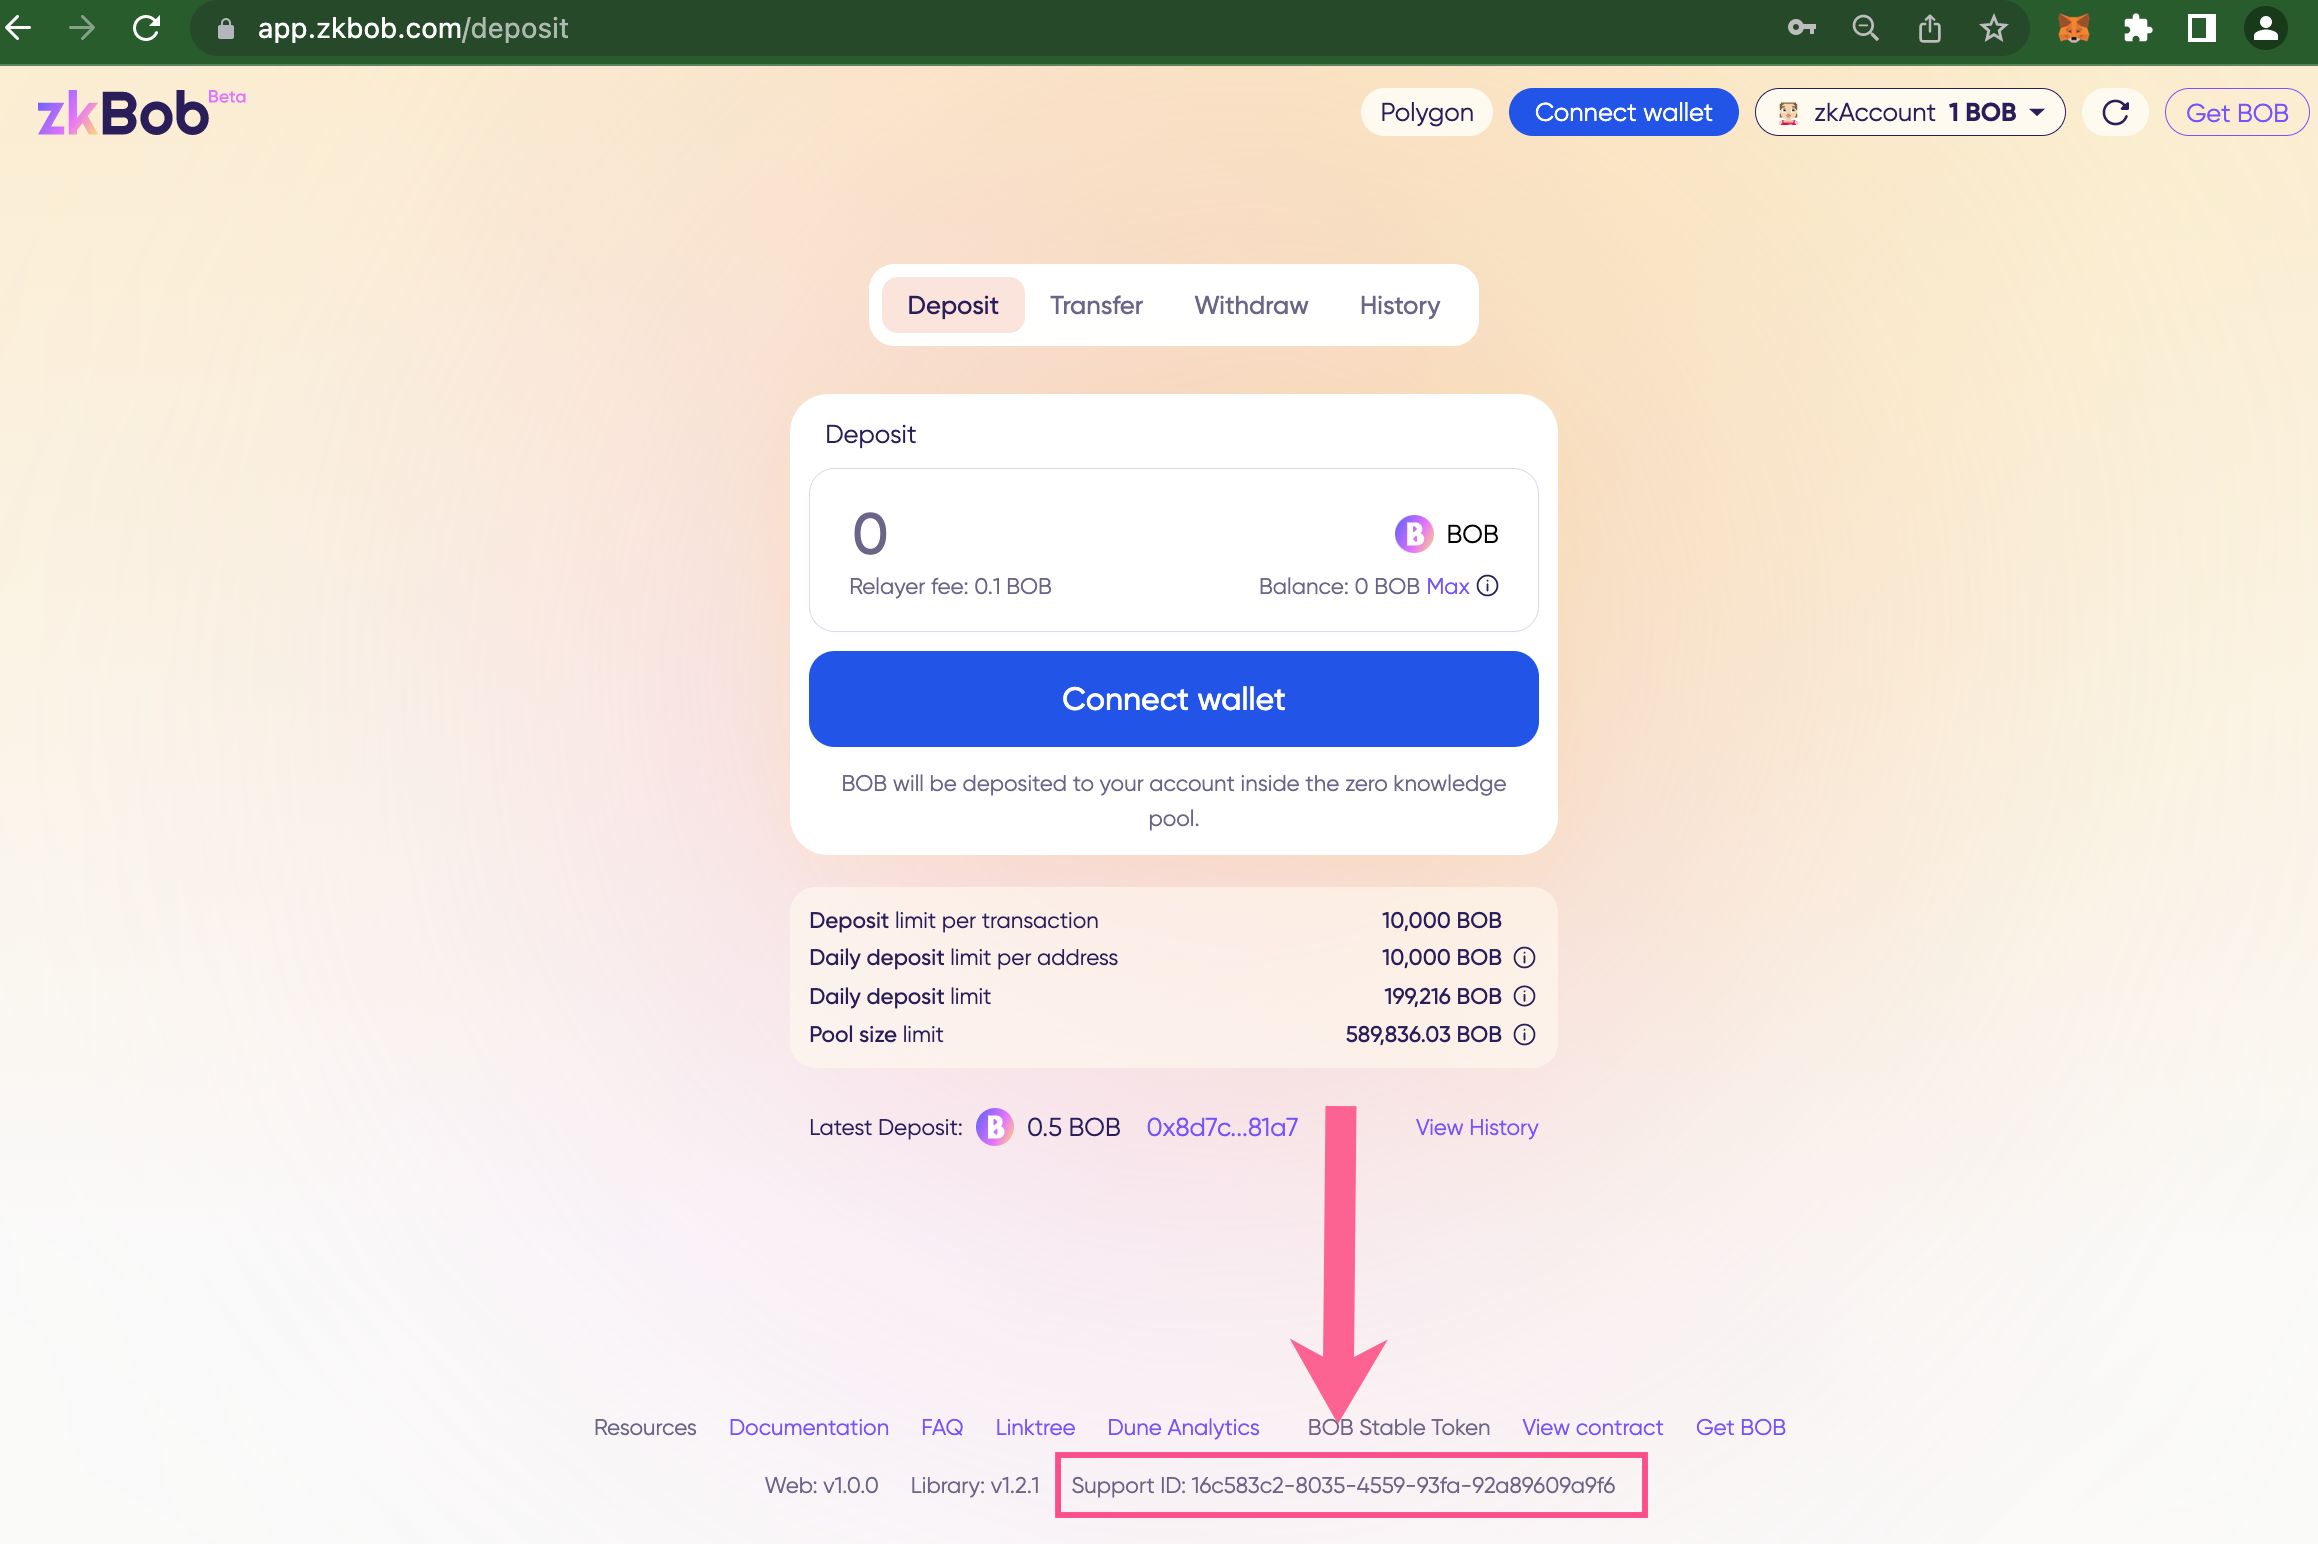 app.zkbob.com/deposit
zkBob Beta
Polygon Connect wallet zkAccount 1 BOB Get BOB
Deposit Transfer Withdraw History
Deposit
0 BOB
Relayer fee: 0.1 BOB Balance: 0 BOB Max
Connect wallet
BOB will be deposited to your account inside the zero knowledge
pool.
Deposit limit per transaction 10,000 BOB
Daily deposit limit per address 10,000 BOB
Daily deposit limit 199,216 BOB
Pool size limit 589,836.03 BOB
Latest Deposit: 0.5 BOB 0x8d7c...81a7 View History
Resources Documentation FAQ Linktree Dune Analytics BOB Stable Token View contract Get BOB
Web: v1.0.0 Library: v1.2.1 Support ID: 16c583c2-8035-4559-93fa-92a89609a9f6